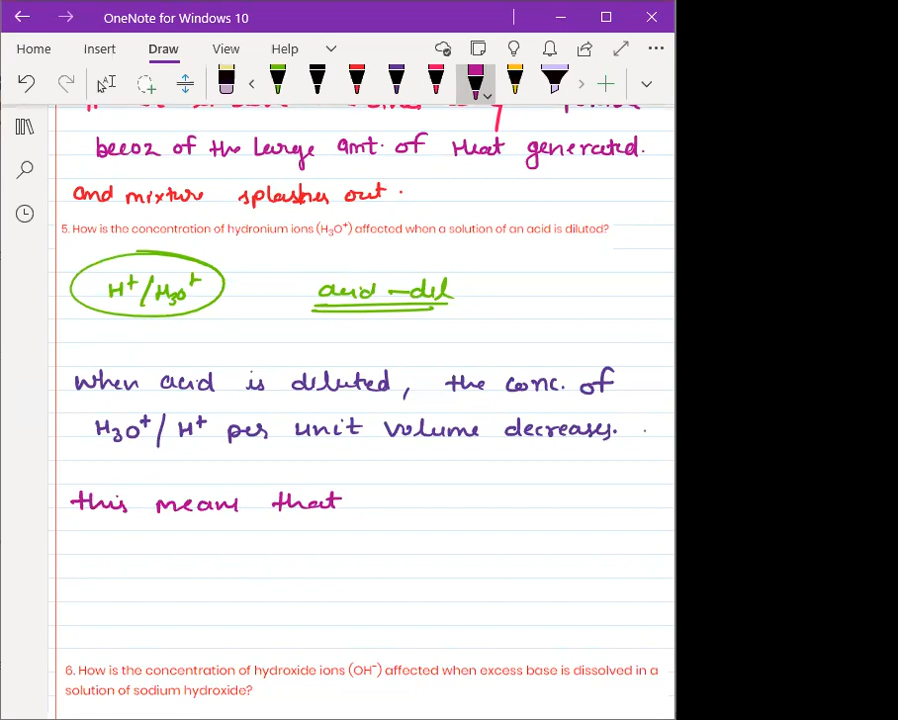 OneNote for Windows 10
Home Insert Draw View Help
becoz of the large amt. of Heat generated.
and mixture splashes out.
5. How is the concentration of hydronium ions (H₃O⁺) affected when a solution of an acid is diluted?
H⁺/H₃O⁺ acid - dil
When acid is diluted, the conc. of
H₃O⁺/H⁺ per unit volume decreases.
this means that
6. How is the concentration of hydroxide ions (OH⁻) affected when excess base is dissolved in a
solution of sodium hydroxide?